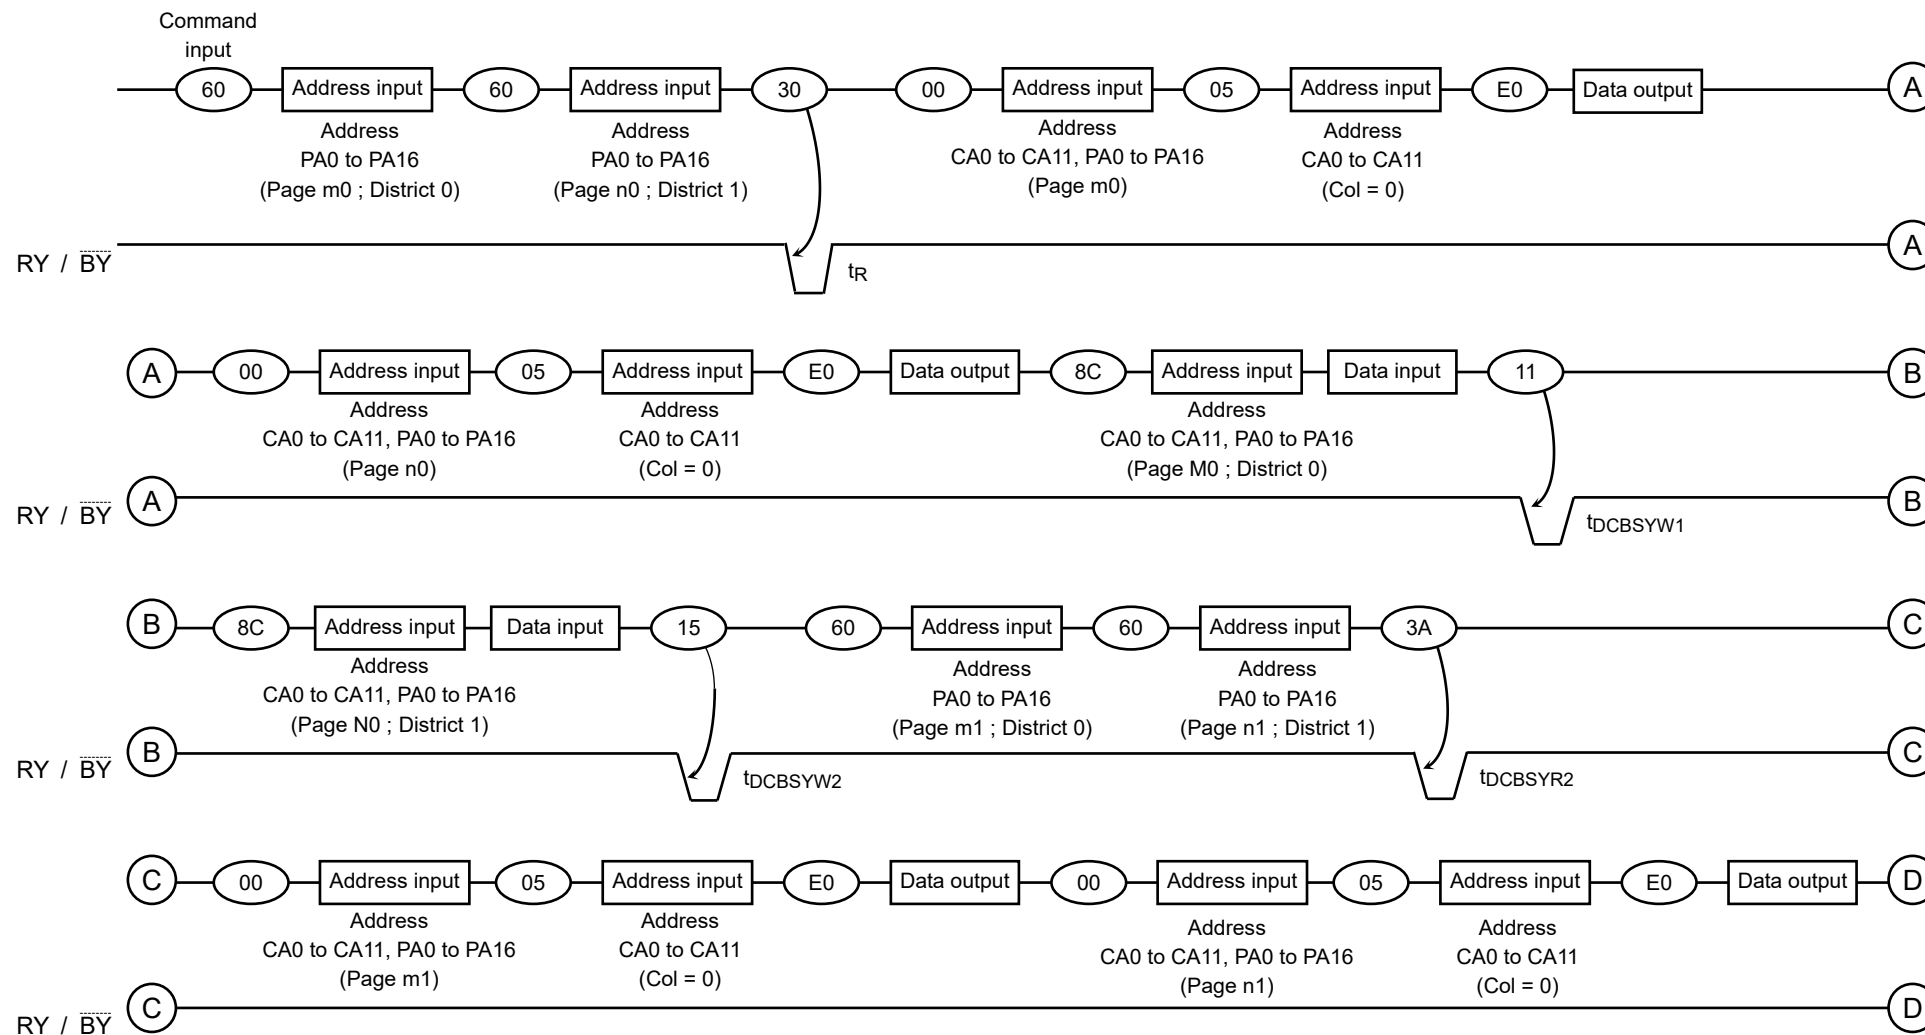 Command
input
60 Address input 60 Address input 30 00 Address input 05 Address input E0 Data output A
Address Address Address Address
PA0 to PA16 PA0 to PA16 CA0 to CA11, PA0 to PA16 CA0 to CA11
(Page m0 ; District 0) (Page n0 ; District 1) (Page m0) (Col = 0)
RY / BY tR A
A 00 Address input 05 Address input E0 Data output 8C Address input Data input 11 B
Address Address Address
CA0 to CA11, PA0 to PA16 CA0 to CA11 CA0 to CA11, PA0 to PA16
(Page n0) (Col = 0) (Page M0 ; District 0)
RY / BY A tDCBSYW1 B
B 8C Address input Data input 15 60 Address input 60 Address input 3A C
Address Address Address
CA0 to CA11, PA0 to PA16 PA0 to PA16 PA0 to PA16
(Page N0 ; District 1) (Page m1 ; District 0) (Page n1 ; District 1)
RY / BY B tDCBSYW2 tDCBSYR2 C
C 00 Address input 05 Address input E0 Data output 00 Address input 05 Address input E0 Data output D
Address Address Address Address
CA0 to CA11, PA0 to PA16 CA0 to CA11 CA0 to CA11, PA0 to PA16 CA0 to CA11
(Page m1) (Col = 0) (Page n1) (Col = 0)
RY / BY C D